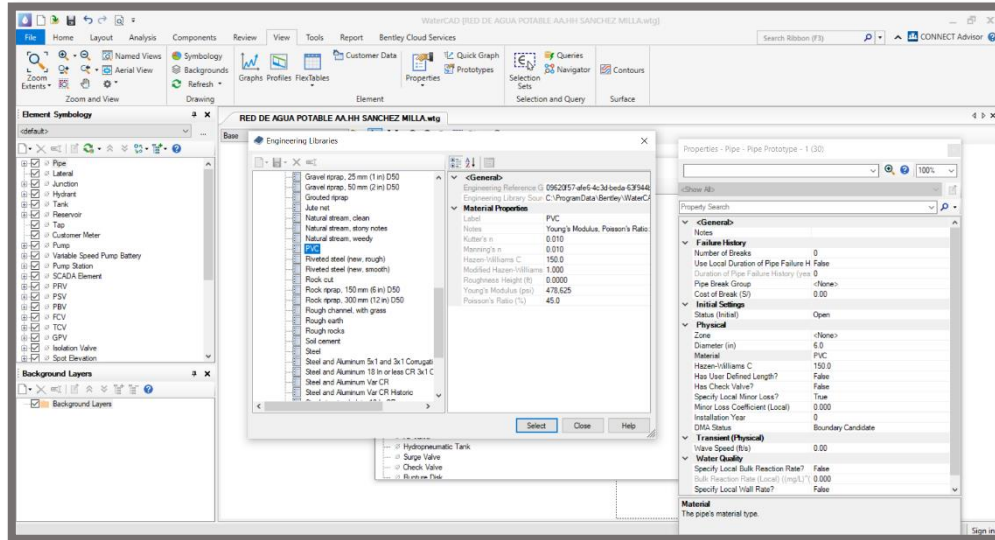 WaterCAD [RED DE AGUA POTABLE AA.HH SANCHEZ MILLA.wtg]
File Home Layout Analysis Components Review View Tools Report Bentley Cloud Services
Search Ribbon (F3)
CONNECT Advisor
Zoom Extents
Named Views
Aerial View
Zoom and View
Symbology
Backgrounds
Refresh
Drawing
Graphs Profiles FlexTables
Customer Data
Properties
Quick Graph
Prototypes
Element
Selection Sets
Queries
Navigator
Selection and Query
Contours
Surface
Element Symbology
<default>
Pipe
Lateral
Junction
Hydrant
Tank
Reservoir
Tap
Customer Meter
Pump
Variable Speed Pump Battery
Pump Station
SCADA Element
PRV
PSV
PBV
FCV
TCV
GPV
Isolation Valve
Spot Elevation
Background Layers
Background Layers
RED DE AGUA POTABLE AA.HH SANCHEZ MILLA.wtg
Base
Engineering Libraries
Gravel riprap, 25 mm (1 in) D50
Gravel riprap, 50 mm (2 in) D50
Grouted riprap
Jute net
Natural stream, clean
Natural stream, stony notes
Natural stream, weedy
PVC
Riveted steel (new, rough)
Riveted steel (new, smooth)
Rock cut
Rock riprap, 150 mm (6 in) D50
Rock riprap, 300 mm (12 in) D50
Rough channel, with grass
Rough earth
Rough rocks
Soil cement
Steel
Steel and Aluminum 5x1 and 3x1 Corrugati
Steel and Aluminum 18 In or less CR 3x1 C
Steel and Aluminum Var CR
Steel and Aluminum Var CR Historic
<General>
Engineering Reference G 09620f57-afe6-4c3d-beda-63f944
Engineering Library Sour C:\ProgramData\Bentley\WaterCA
Material Properties
Label PVC
Notes Young's Modulus, Poisson's Ratio
Kutter's n 0.010
Manning's n 0.010
Hazen-Williams C 150.0
Modified Hazen-Williams 1.000
Roughness Height (ft) 0.0000
Young's Modulus (psi) 478,625
Poisson's Ratio (%) 45.0
Select Close Help
Hydropneumatic Tank
Surge Valve
Check Valve
Rupture Disk
Properties - Pipe - Pipe Prototype - 1 (30)
100%
<Show All>
Property Search
<General>
Notes
Failure History
Number of Breaks 0
Use Local Duration of Pipe Failure H False
Duration of Pipe Failure History (yea 0
Pipe Break Group <None>
Cost of Break (S/) 0.00
Initial Settings
Status (Initial) Open
Physical
Zone <None>
Diameter (in) 6.0
Material PVC
Hazen-Williams C 150.0
Has User Defined Length? False
Has Check Valve? False
Specify Local Minor Loss? True
Minor Loss Coefficient (Local) 0.000
Installation Year 0
DMA Status Boundary Candidate
Transient (Physical)
Wave Speed (ft/s) 0.00
Water Quality
Specify Local Bulk Reaction Rate? False
Bulk Reaction Rate (Local) ((mg/L)^( 0.000
Specify Local Wall Rate? False
Material
The pipe's material type.
Sign in